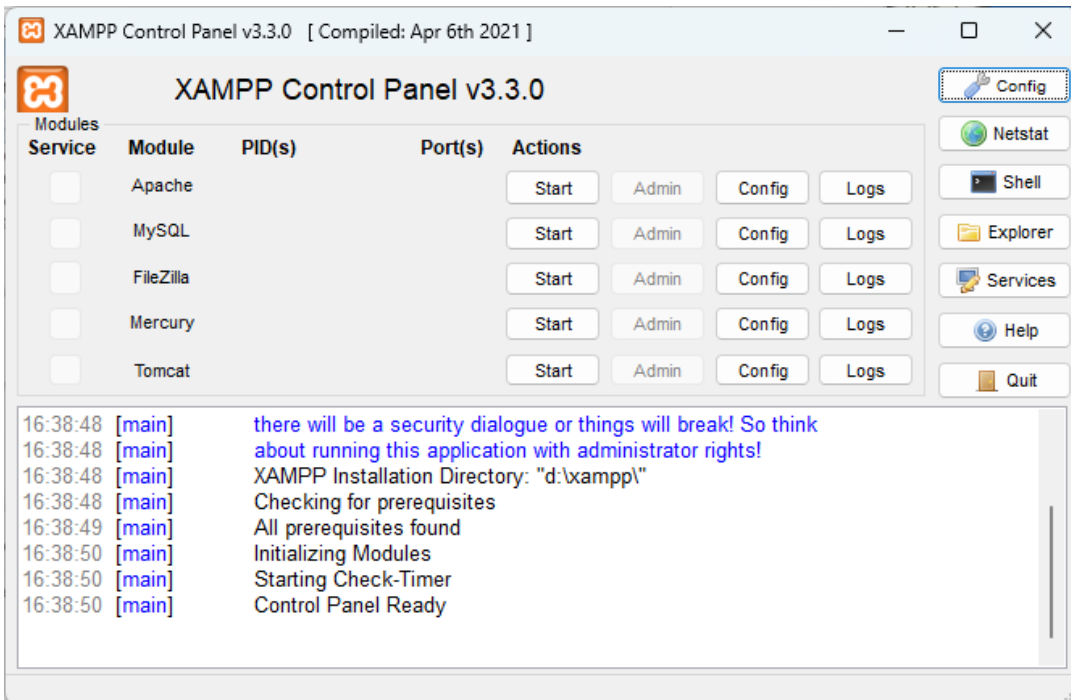 XAMPP Control Panel v3.3.0 [ Compiled: Apr 6th 2021 ]
XAMPP Control Panel v3.3.0
Config
Modules
Service Module PID(s) Port(s) Actions
Netstat
Apache Start Admin Config Logs
Shell
MySQL Start Admin Config Logs
Explorer
FileZilla Start Admin Config Logs
Services
Mercury Start Admin Config Logs
Help
Tomcat Start Admin Config Logs
Quit
16:38:48 [main] there will be a security dialogue or things will break! So think
16:38:48 [main] about running this application with administrator rights!
16:38:48 [main] XAMPP Installation Directory: "d:\xampp\"
16:38:48 [main] Checking for prerequisites
16:38:49 [main] All prerequisites found
16:38:50 [main] Initializing Modules
16:38:50 [main] Starting Check-Timer
16:38:50 [main] Control Panel Ready